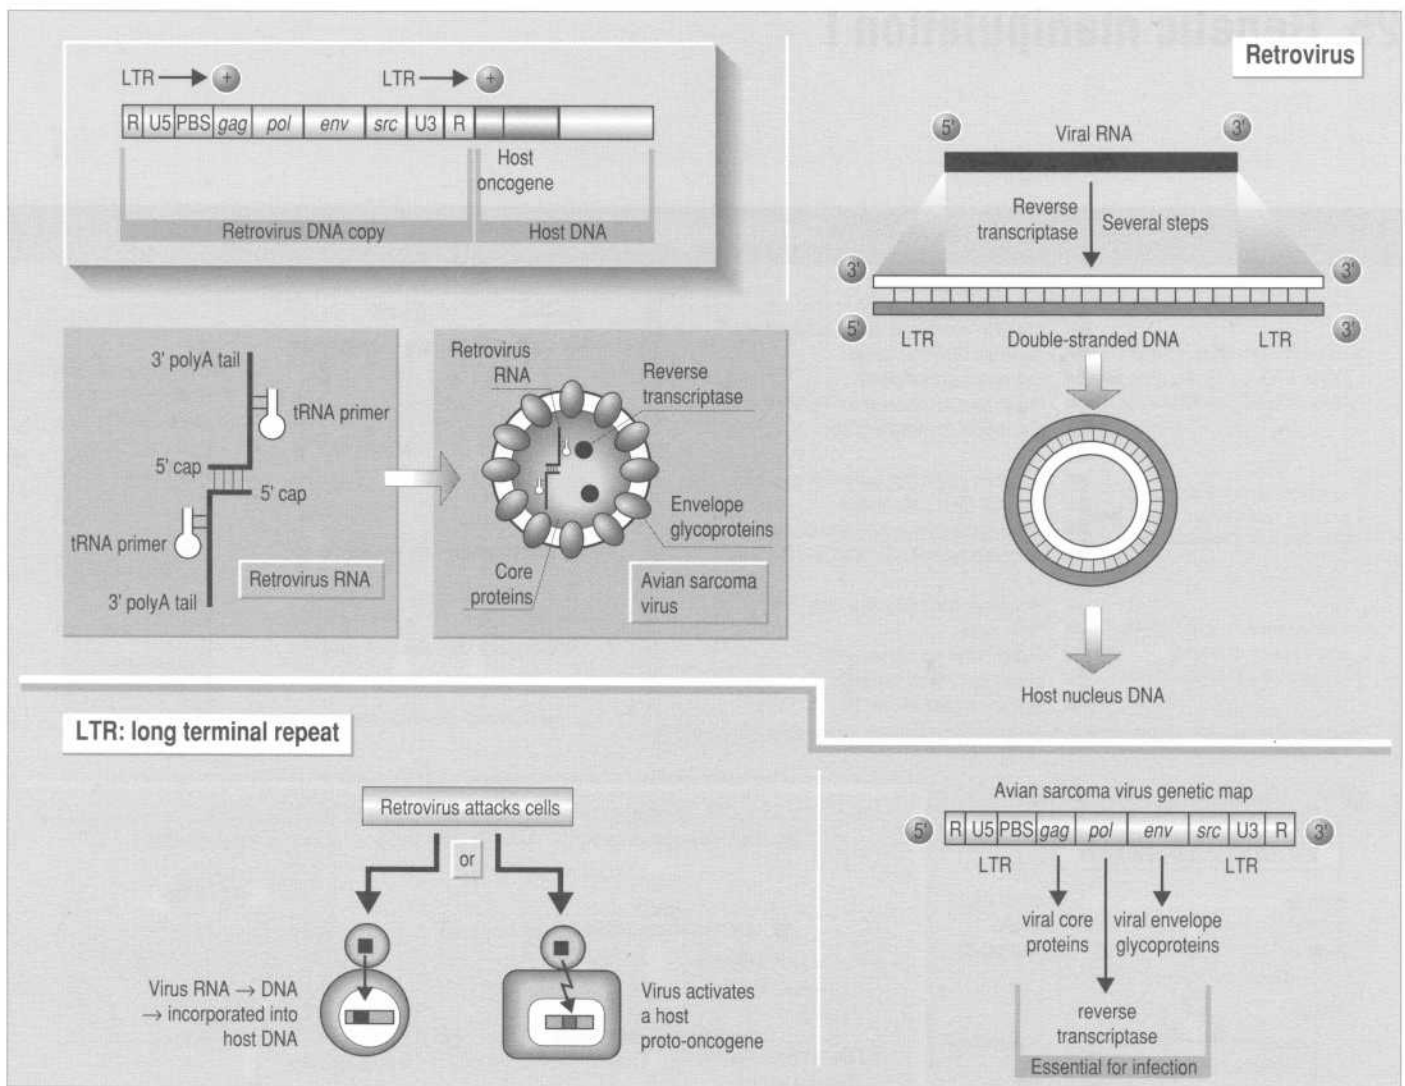 Retrovirus
LTR → +
LTR → +
R U5 PBS gag pol env src U3 R
Host
oncogene
Retrovirus DNA copy
Host DNA
5'
Viral RNA
3'
Reverse
transcriptase
Several steps
3'
3'
5'
3'
LTR
Double-stranded DNA
LTR
Host nucleus DNA
3' polyA tail
tRNA primer
5' cap
5' cap
tRNA primer
3' polyA tail
Retrovirus RNA
Retrovirus
RNA
Reverse
transcriptase
Envelope
glycoproteins
Core
proteins
Avian sarcoma
virus
LTR: long terminal repeat
Retrovirus attacks cells
or
Virus RNA → DNA
→ incorporated into
host DNA
Virus activates
a host
proto-oncogene
Avian sarcoma virus genetic map
5' R U5 PBS gag pol env src U3 R 3'
LTR
LTR
viral core
proteins
viral envelope
glycoproteins
reverse
transcriptase
Essential for infection